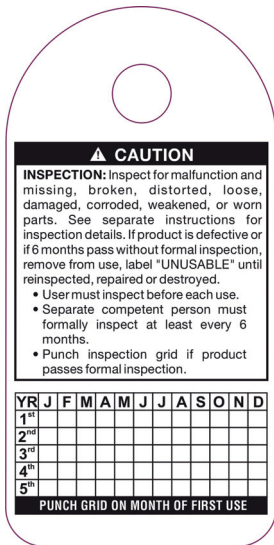 ⚠ CAUTION
INSPECTION: Inspect for malfunction and
missing, broken, distorted, loose,
damaged, corroded, weakened, or worn
parts. See separate instructions for
inspection details. If product is defective or
if 6 months pass without formal inspection,
remove from use, label "UNUSABLE" until
reinspected, repaired or destroyed.
• User must inspect before each use.
• Separate competent person must
formally inspect at least every 6
months.
• Punch inspection grid if product
passes formal inspection.
YR J F M A M J J A S O N D
1st
2nd
3rd
4th
5th
PUNCH GRID ON MONTH OF FIRST USE